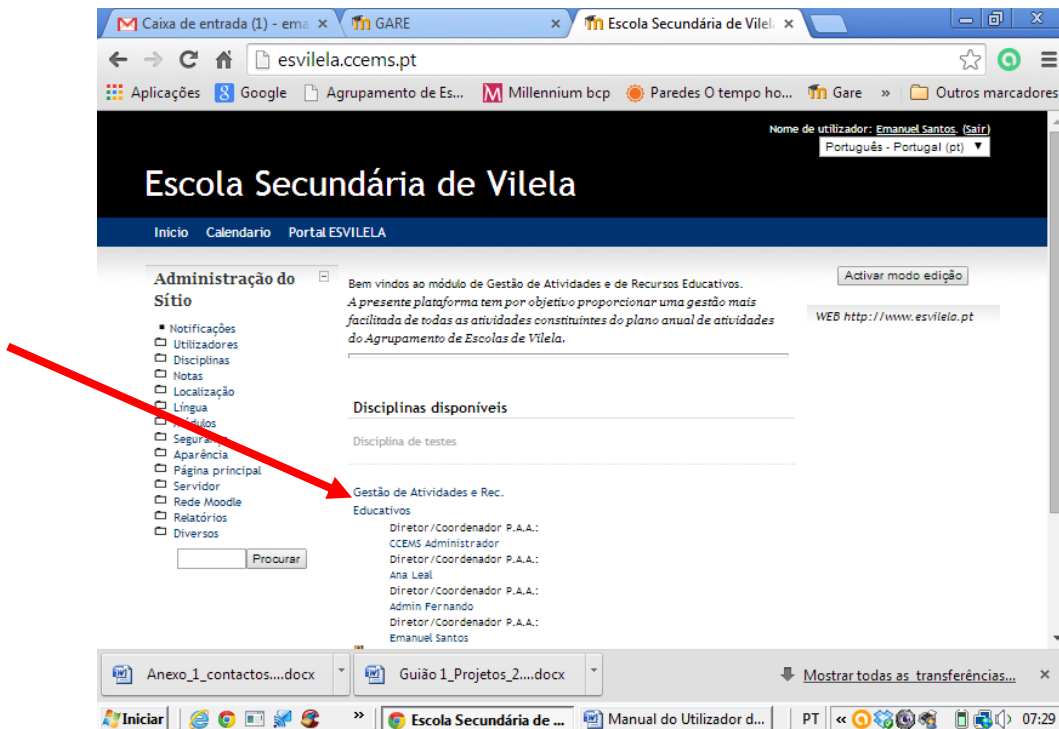 Caixa de entrada (1) - ema
GARE
Escola Secundária de Vilel
esvilela.ccems.pt
Aplicações
Google
Agrupamento de Es...
Millennium bcp
Paredes O tempo ho...
Gare
»
Outros marcadores
Nome de utilizador: Emanuel Santos. (Sair)
Português - Portugal (pt)
Escola Secundária de Vilela
Inicio Calendario Portal ESVILELA
Administração do
Sítio
Notificações
Utilizadores
Disciplinas
Notas
Localização
Língua
Módulos
Segurança
Aparência
Página principal
Servidor
Rede Moodle
Relatórios
Diversos
Procurar
Bem vindos ao módulo de Gestão de Atividades e de Recursos Educativos.
A presente plataforma tem por objetivo proporcionar uma gestão mais
facilitada de todas as atividades constituintes do plano anual de atividades
do Agrupamento de Escolas de Vilela.
Disciplinas disponíveis
Disciplina de testes
Gestão de Atividades e Rec.
Educativos
Diretor/Coordenador P.A.A.:
CCEMS Administrador
Diretor/Coordenador P.A.A.:
Ana Leal
Diretor/Coordenador P.A.A.:
Admin Fernando
Diretor/Coordenador P.A.A.:
Emanuel Santos
Activar modo edição
WEB http://www.esvilela.pt
Anexo_1_contactos....docx
Guião 1_Projetos_2....docx
Mostrar todas as transferências...
Iniciar
»
Escola Secundária de ...
Manual do Utilizador d...
PT
«
07:29